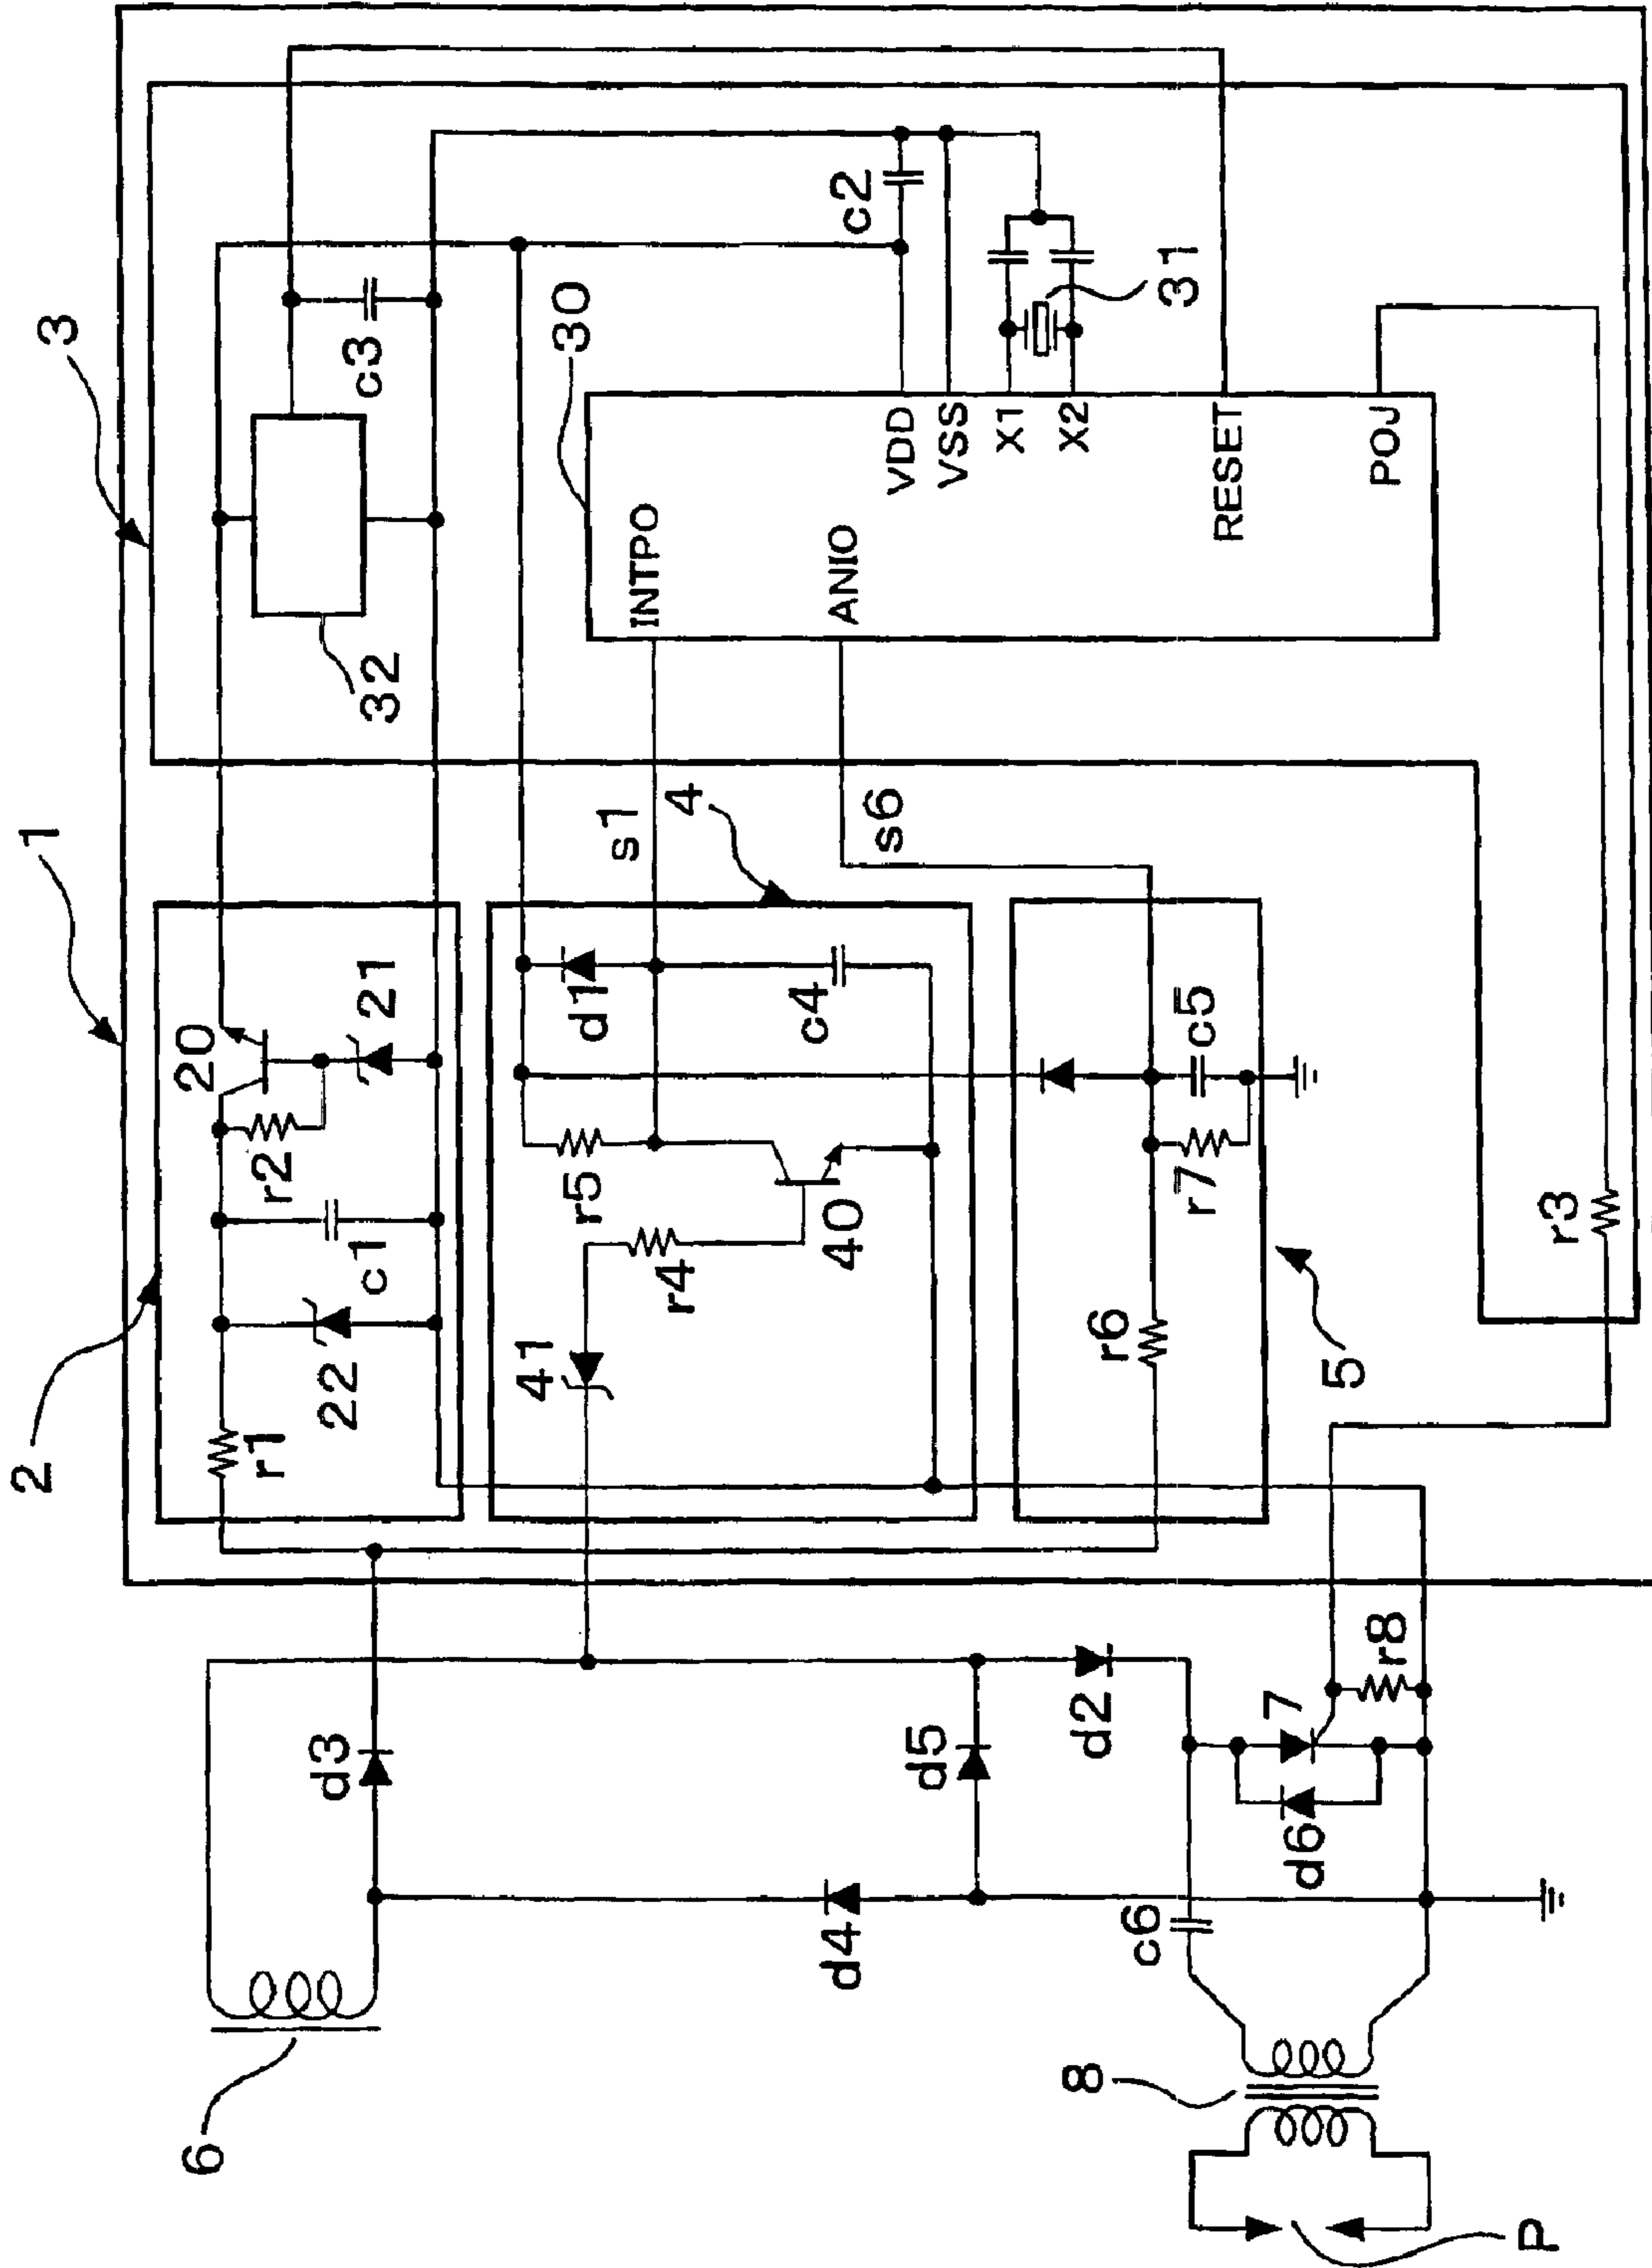 1
2
3
20
21
22
r1
r2
c1
32
c3
c2
30
31
INTPO
ANIO
VDD
VSS
X1
X2
RESET
POJ
s1
s6
4
d1
c4
r5
r4
40
41
5
c5
r7
r6
r3
6
d3
d4
d5
d2
7
r8
d6
c6
8
P